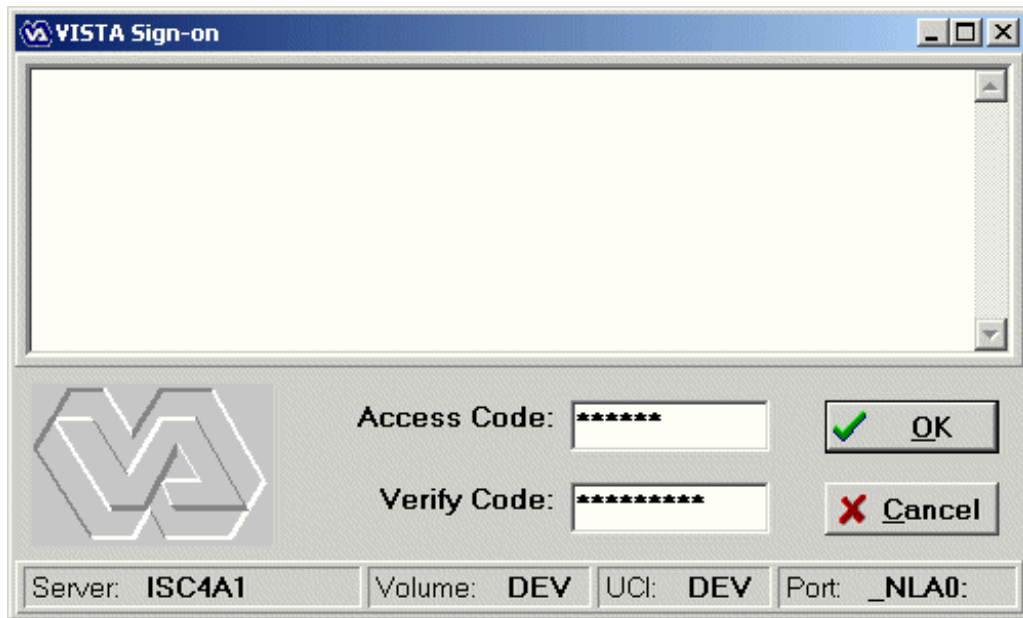 VISTA Sign-on
Access Code: ******
OK
Verify Code: *********
Cancel
Server: ISC4A1 Volume: DEV UCI: DEV Port: _NLA0: